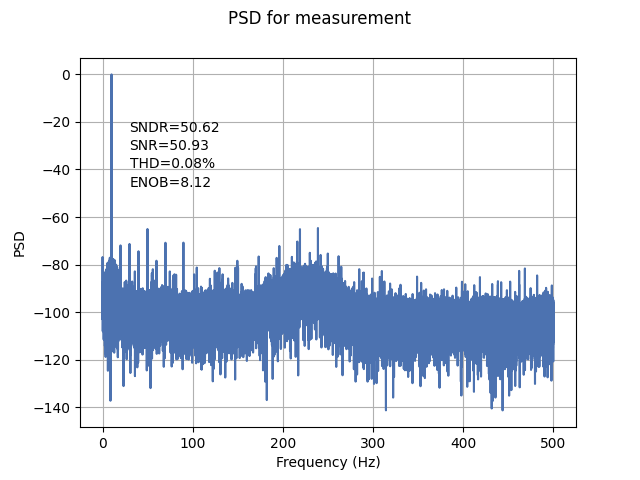 PSD for measurement
0
−20
−40
−60
−80
−100
−120
−140
PSD
SNDR=50.62
SNR=50.93
THD=0.08%
ENOB=8.12
0 100 200 300 400 500
Frequency (Hz)